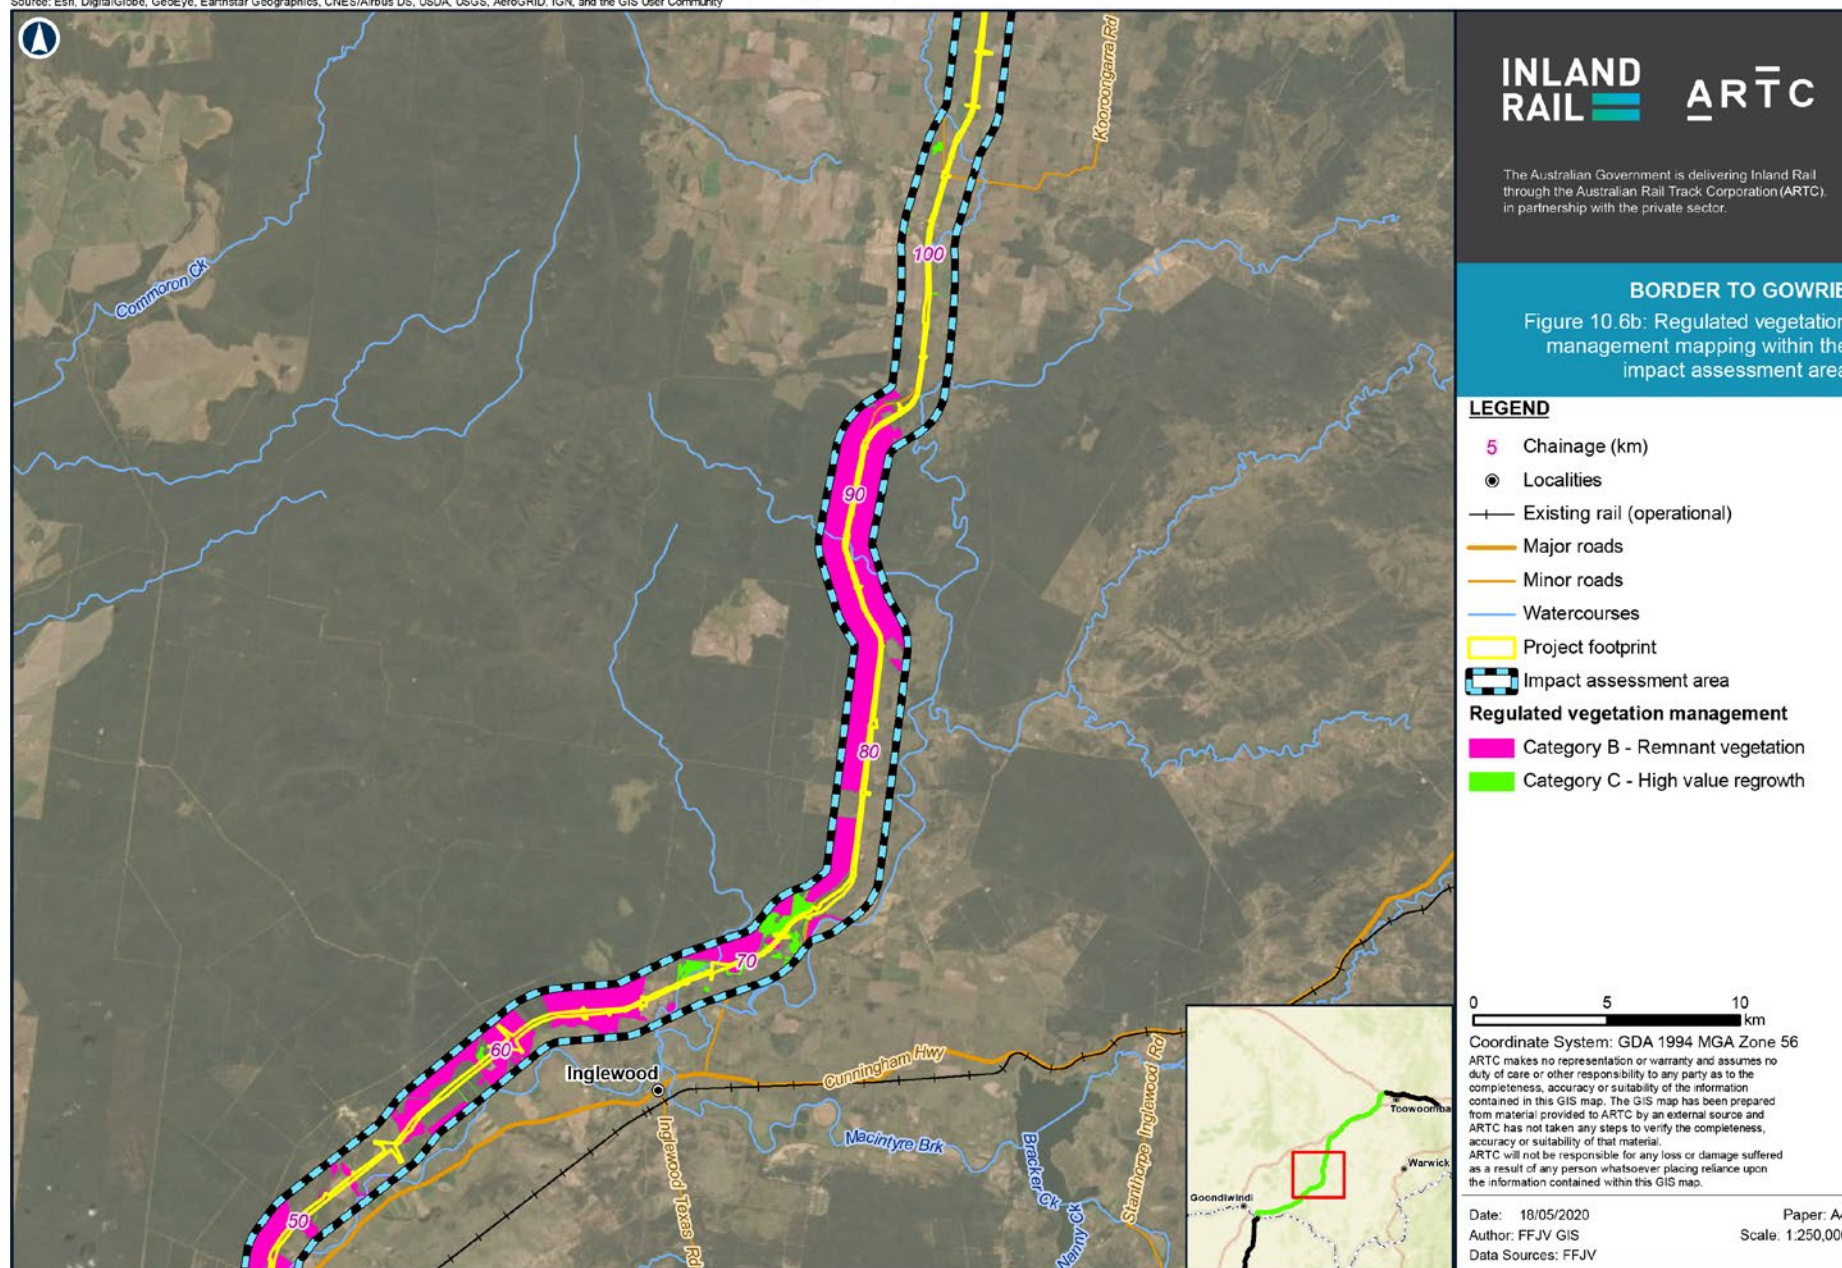 Source: Esri, DigitalGlobe, GeoEye, Earthstar Geographics, CNES/Airbus DS, USDA, USGS, AeroGRID, IGN, and the GIS User Community
Kooroongarra Rd
Commoron Ck
100
90
80
70
60
50
Inglewood
Cunningham Hwy
Macintyre Brk
Bracker Ck
Nanny Ck
Inglewood Texas Rd
Stanthorpe Inglewood Rd
Toowoomba
Warwick
Goondiwindi
INLAND
RAIL
ARTC
The Australian Government is delivering Inland Rail
through the Australian Rail Track Corporation (ARTC),
in partnership with the private sector.
BORDER TO GOWRIE
Figure 10.6b: Regulated vegetation
management mapping within the
impact assessment area
LEGEND
5 Chainage (km)
Localities
Existing rail (operational)
Major roads
Minor roads
Watercourses
Project footprint
Impact assessment area
Regulated vegetation management
Category B - Remnant vegetation
Category C - High value regrowth
0 5 10
km
Coordinate System: GDA 1994 MGA Zone 56
ARTC makes no representation or warranty and assumes no
duty of care or other responsibility to any party as to the
completeness, accuracy or suitability of the information
contained in this GIS map. The GIS map has been prepared
from material provided to ARTC by an external source and
ARTC has not taken any steps to verify the completeness,
accuracy or suitability of that material.
ARTC will not be responsible for any loss or damage suffered
as a result of any person whatsoever placing reliance upon
the information contained within this GIS map.
Date: 18/05/2020 Paper: A4
Author: FFJV GIS Scale: 1:250,000
Data Sources: FFJV